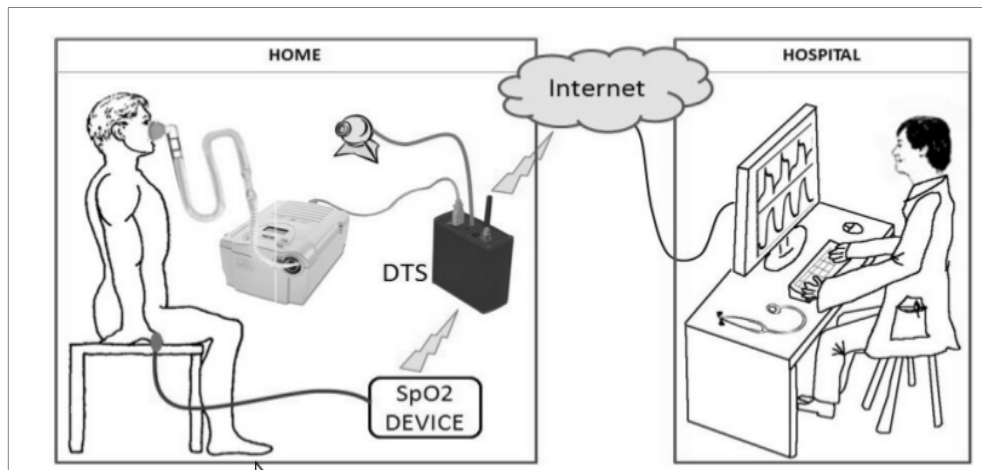 HOME
HOSPITAL
Internet
DTS
SpO2
DEVICE